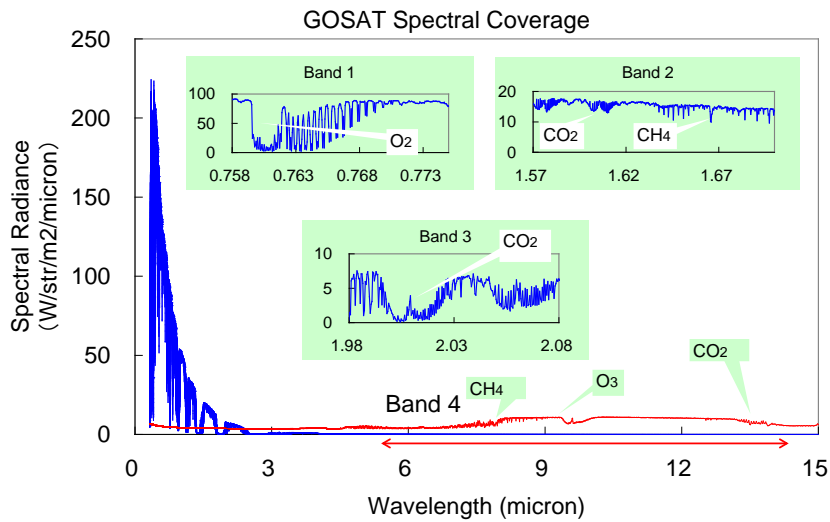 GOSAT Spectral Coverage
Spectral Radiance
(W/str/m2/micron)
250
200
150
100
50
0
Band 1
100
50
0
O2
0.758 0.763 0.768 0.773
Band 2
20
10
0
CO2
CH4
1.57 1.62 1.67
Band 3
10
5
0
CO2
1.98 2.03 2.08
Band 4
CH4
O3
CO2
0 3 6 9 12 15
Wavelength (micron)